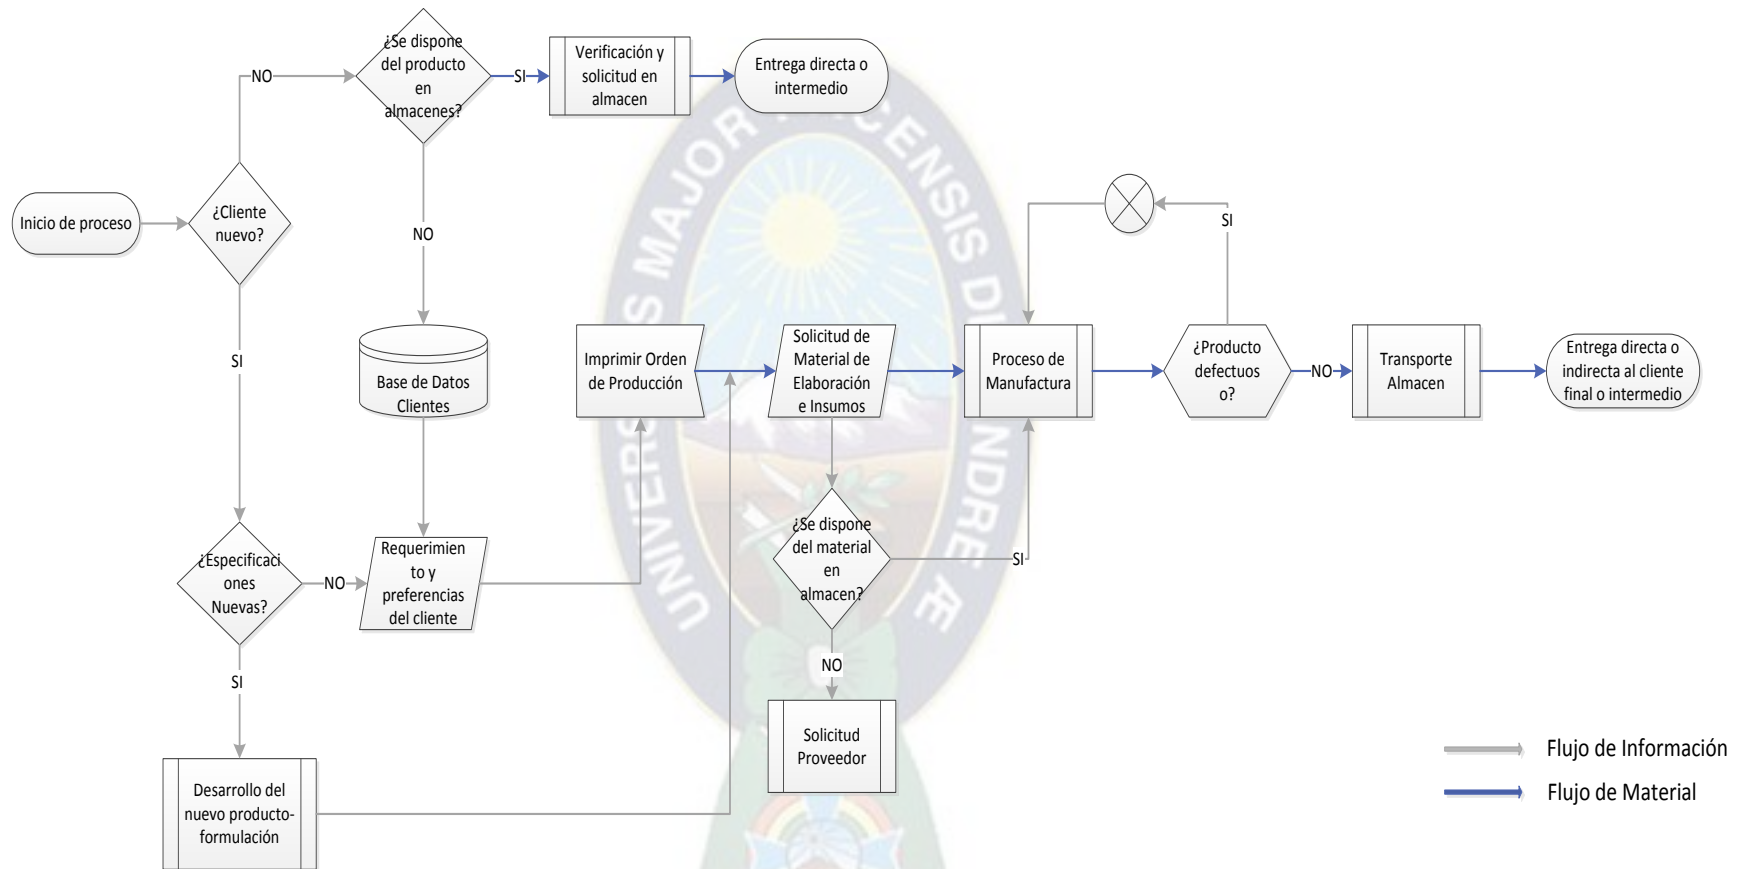 ¿Se dispone
del producto
en
almacenes?
NO
SI
Verificación y
solicitud en
almacen
Entrega directa o
intermedio
Inicio de proceso
¿Cliente
nuevo?
NO
SI
SI
Base de Datos
Clientes
Imprimir Orden
de Producción
Solicitud de
Material de
Elaboración
e Insumos
Proceso de
Manufactura
¿Producto
defectuos
o?
NO
Transporte
Almacen
Entrega directa o
indirecta al cliente
final o intermedio
¿Especificaci
ones
Nuevas?
NO
Requerimien
to y
preferencias
del cliente
¿Se dispone
del material
en
almacen?
SI
NO
SI
Solicitud
Proveedor
Desarrollo del
nuevo producto-
formulación
Flujo de Información
Flujo de Material
MAJOR
ANDRE Æ